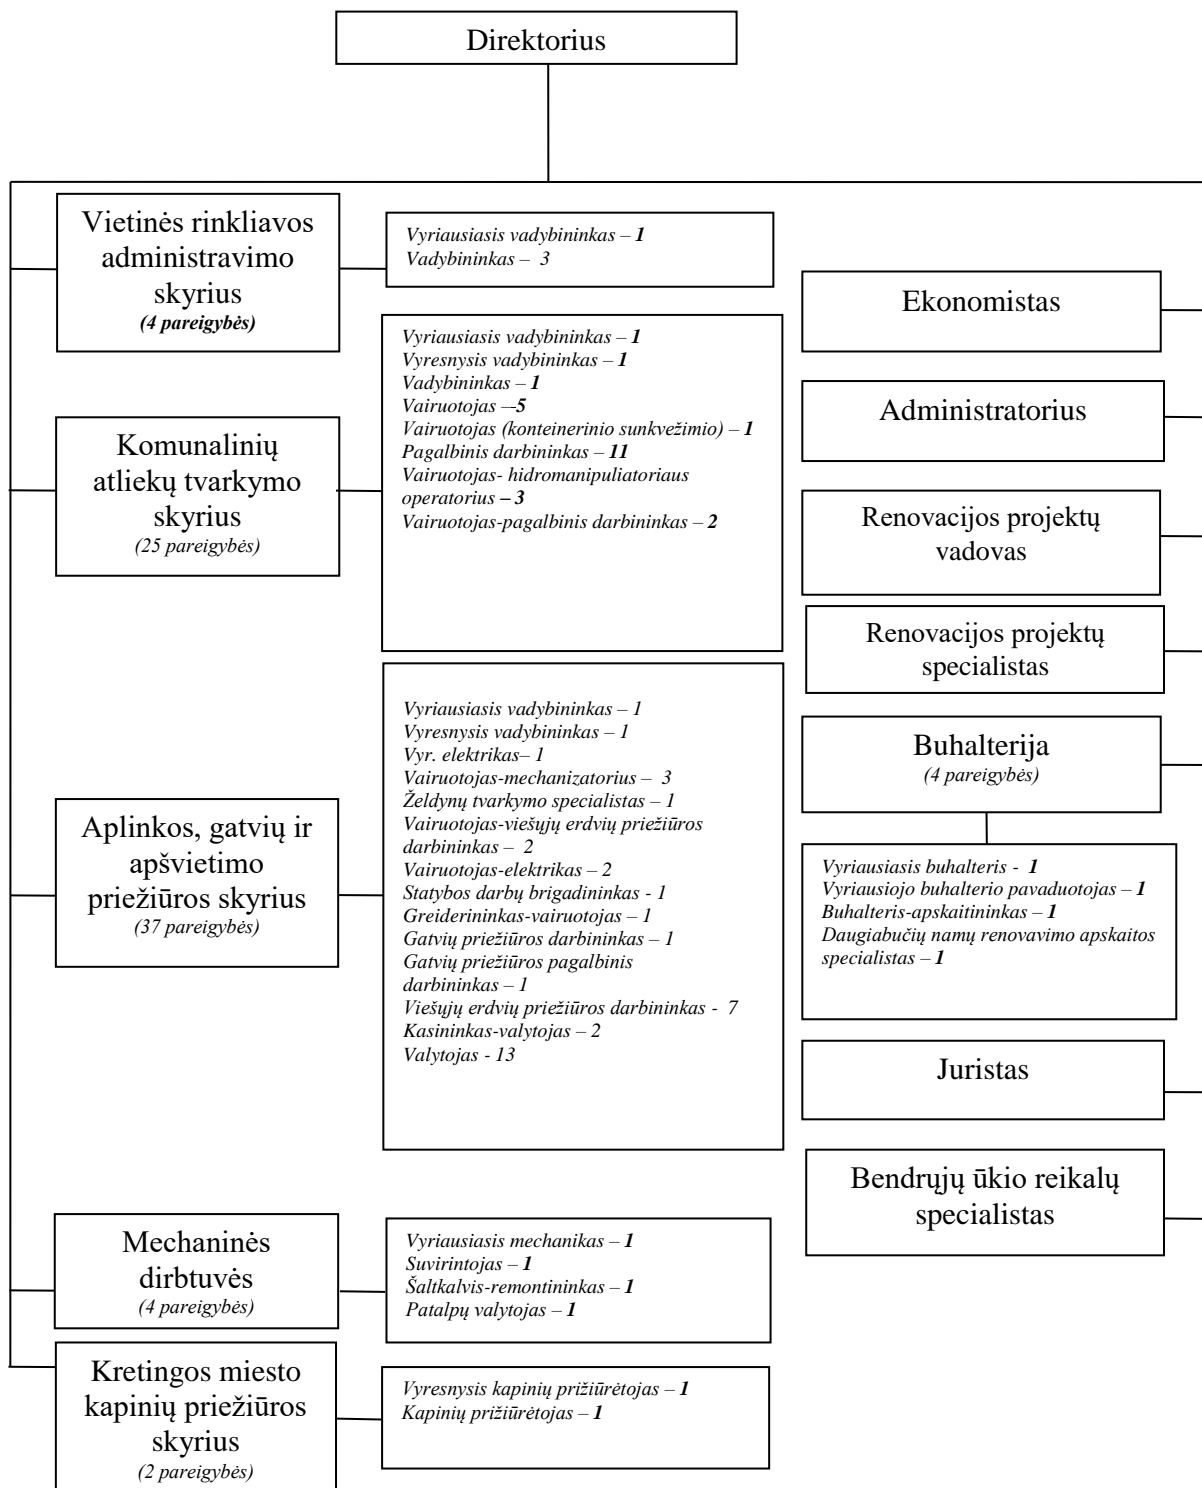 Direktorius
Vietinės rinkliavos
administravimo
skyrius
(4 pareigybės)
Vyriausiasis vadybininkas – 1
Vadybininkas – 3
Komunalinių
atliekų tvarkymo
skyrius
(25 pareigybės)
Vyriausiasis vadybininkas – 1
Vyresnysis vadybininkas – 1
Vadybininkas – 1
Vairuotojas –-5
Vairuotojas (konteinerinio sunkvežimio) – 1
Pagalbinis darbininkas – 11
Vairuotojas- hidromanipuliatoriaus
operatorius – 3
Vairuotojas-pagalbinis darbininkas – 2
Aplinkos, gatvių ir
apšvietimo
priežiūros skyrius
(37 pareigybės)
Vyriausiasis vadybininkas – 1
Vyresnysis vadybininkas – 1
Vyr. elektrikas– 1
Vairuotojas-mechanizatorius – 3
Želdynų tvarkymo specialistas – 1
Vairuotojas-viešųjų erdvių priežiūros
darbininkas – 2
Vairuotojas-elektrikas – 2
Statybos darbų brigadininkas - 1
Greiderininkas-vairuotojas – 1
Gatvių priežiūros darbininkas – 1
Gatvių priežiūros pagalbinis
darbininkas – 1
Viešųjų erdvių priežiūros darbininkas - 7
Kasininkas-valytojas – 2
Valytojas - 13
Mechaninės
dirbtuvės
(4 pareigybės)
Vyriausiasis mechanikas – 1
Suvirintojas – 1
Šaltkalvis-remontininkas – 1
Patalpų valytojas – 1
Kretingos miesto
kapinių priežiūros
skyrius
(2 pareigybės)
Vyresnysis kapinių prižiūrėtojas – 1
Kapinių prižiūrėtojas – 1
Ekonomistas
Administratorius
Renovacijos projektų
vadovas
Renovacijos projektų
specialistas
Buhalterija
(4 pareigybės)
Vyriausiasis buhalteris - 1
Vyriausiojo buhalterio pavaduotojas – 1
Buhalteris-apskaitininkas – 1
Daugiabučių namų renovavimo apskaitos
specialistas – 1
Juristas
Bendrųjų ūkio reikalų
specialistas